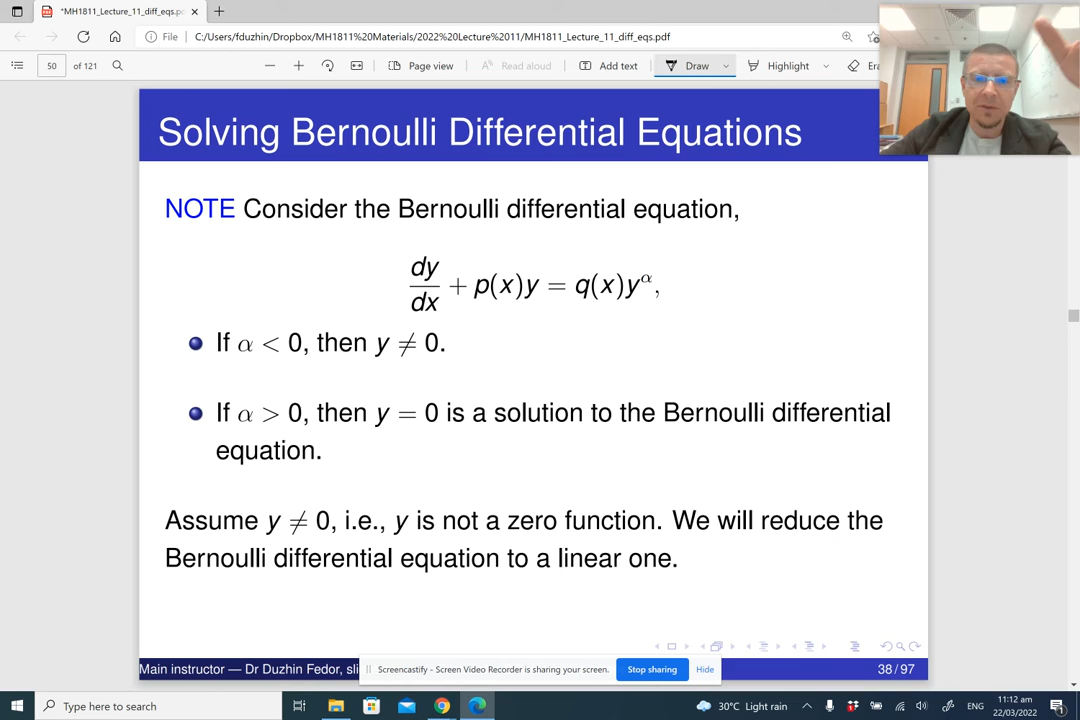 *MH1811_Lecture_11_diff_eqs.pdf
File C:/Users/fduzhin/Dropbox/MH1811%20Materials/2022%20Lecture%2011/MH1811_Lecture_11_diff_eqs.pdf
50 of 121 Page view Read aloud Add text Draw Highlight Era
Solving Bernoulli Differential Equations
NOTE Consider the Bernoulli differential equation,
dy/dx + p(x)y = q(x)y^α,
If α < 0, then y ≠ 0.
If α > 0, then y = 0 is a solution to the Bernoulli differential
equation.
Assume y ≠ 0, i.e., y is not a zero function. We will reduce the
Bernoulli differential equation to a linear one.
Main instructor — Dr Duzhin Fedor, sli
38/97
Screencastify - Screen Video Recorder is sharing your screen. Stop sharing Hide
Type here to search
30°C Light rain
ENG
11:12 am
22/03/2022
1